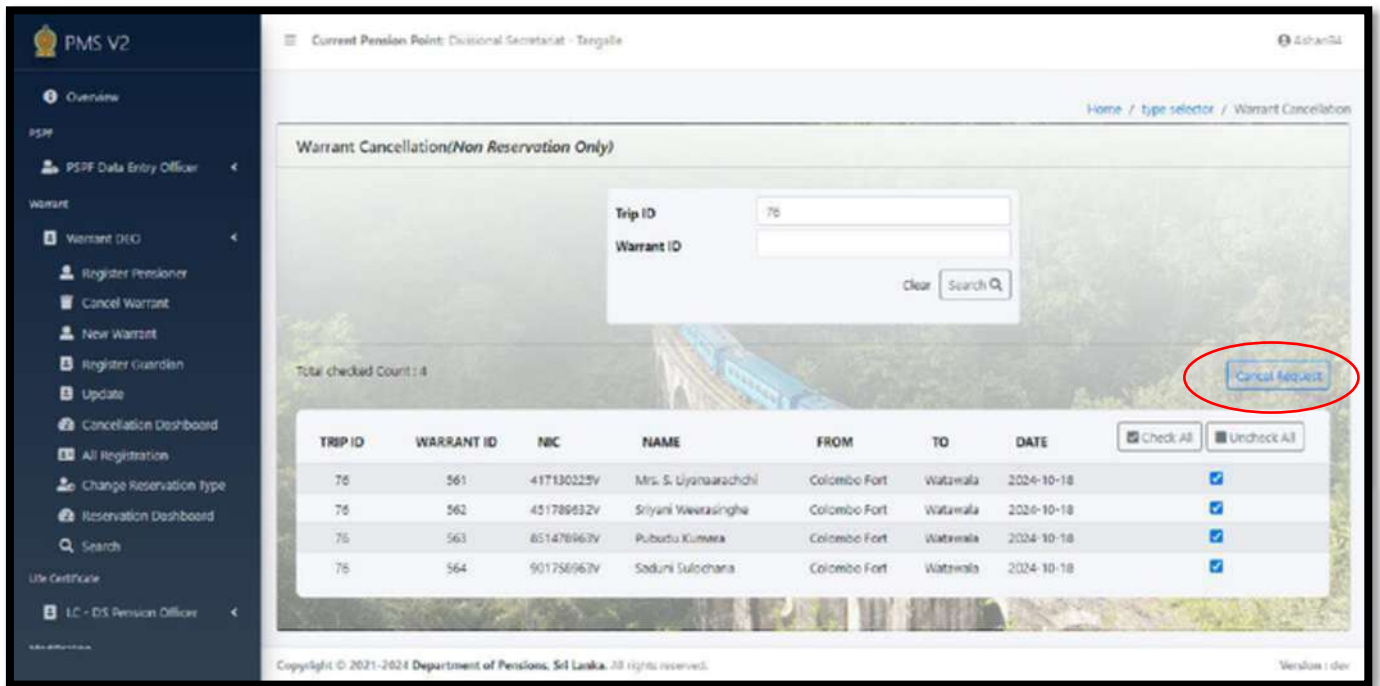 PMS V2
Current Pension Point: Divisional Secretariat - Tangalle
Overview
Home / type selector / Warrant Cancellation
PSPF
Warrant Cancellation(Non Reservation Only)
PSPF Data Entry Officer
Warrant
Trip ID 76
Warrant DEO
Warrant ID
Register Pensioner
Clear Search
Cancel Warrant
New Warrant
Register Guardian
Total checked Count : 4
Cancel Request
Update
Cancellation Dashboard
TRIP ID WARRANT ID NIC NAME FROM TO DATE Check All Uncheck All
All Registration
76 561 417130225V Mrs. S. Liyanaarachchi Colombo Fort Watawala 2024-10-18
Change Reservation Type
76 562 451789632V Sriyani Weerasinghe Colombo Fort Watawala 2024-10-18
Reservation Dashboard
76 563 851478963V Pubudu Kumara Colombo Fort Watawala 2024-10-18
Search
76 564 901758963V Saduni Sulochana Colombo Fort Watawala 2024-10-18
Life Certificate
LC - DS Pension Officer
Copyright © 2021-2024 Department of Pensions, Sri Lanka. All rights reserved.
Version : dev